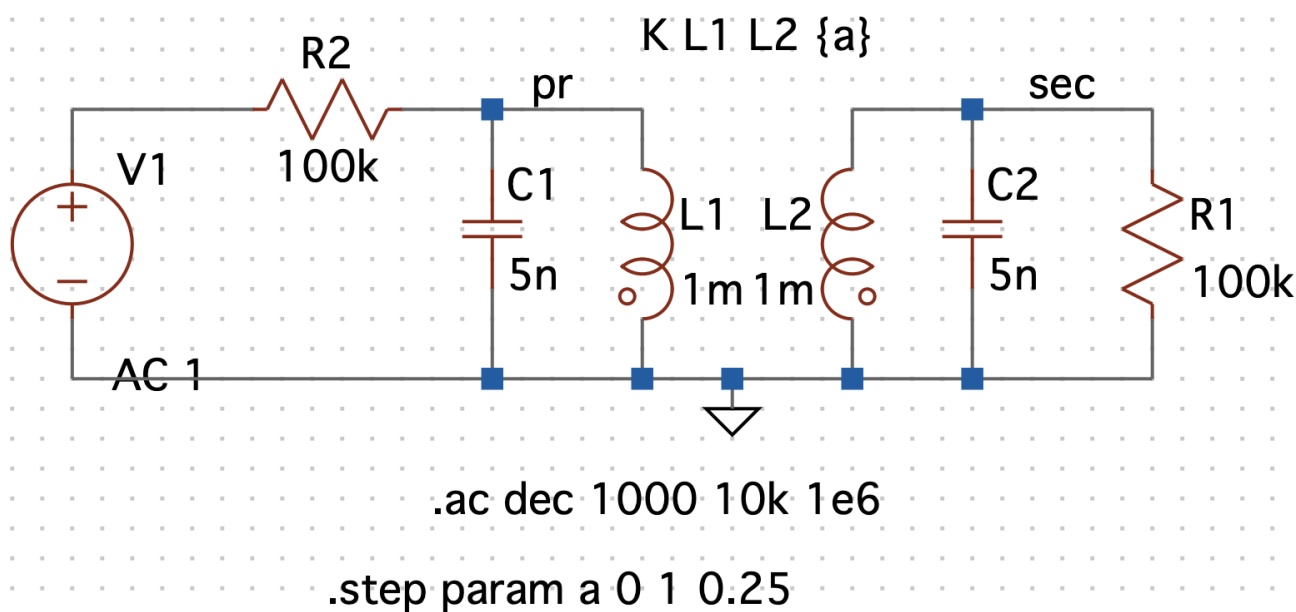 K L1 L2 {a}
R2
pr
sec
V1
100k
C1
C2
L1
L2
R1
5n
1m
1m
5n
100k
AC 1
.ac dec 1000 10k 1e6
.step param a 0 1 0.25